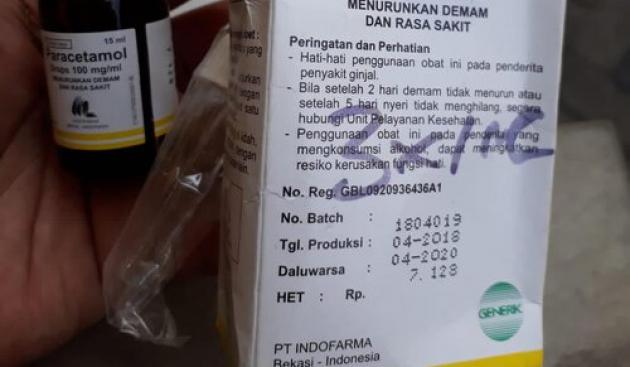 15 ml
Paracetamol
Drops 100 mg/ml
MENURUNKAN DEMAM
DAN RASA SAKIT
MENURUNKAN DEMAM
DAN RASA SAKIT
Peringatan dan Perhatian
- Hati-hati penggunaan obat ini pada penderita
penyakit ginjal.
- Bila setelah 2 hari demam tidak menurun atau
setelah 5 hari nyeri tidak menghilang, segera
hubungi Unit Pelayanan Kesehatan.
- Penggunaan obat ini pada penderita yang
mengkonsumsi alkohol, dapat meningkatkan
resiko kerusakan fungsi hati.
No. Reg. GBL0920936436A1
No. Batch : 1804019
Tgl. Produksi : 04-2018
Daluwarsa : 04-2020
7. 128
HET : Rp.
GENERIK
PT INDOFARMA
Bekasi - Indonesia